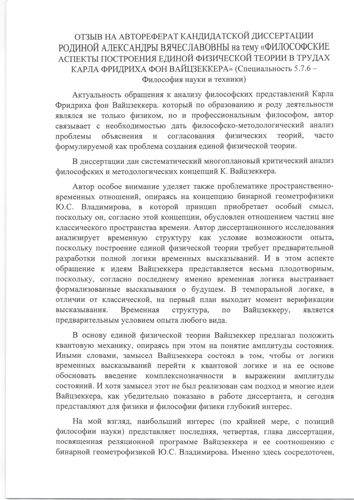 ОТЗЫВ НА АВТОРЕФЕРАТ КАНДИДАТСКОЙ ДИССЕРТАЦИИ
РОДИНОЙ АЛЕКСАНДРЫ ВЯЧЕСЛАВОВНЫ на тему «ФИЛОСОФСКИЕ
АСПЕКТЫ ПОСТРОЕНИЯ ЕДИНОЙ ФИЗИЧЕСКОЙ ТЕОРИИ В ТРУДАХ
КАРЛА ФРИДРИХА ФОН ВАЙЦЗЕККЕРА» (Специальность 5.7.6 –
Философия науки и техники)
Актуальность обращения к анализу философских представлений Карла
Фридриха фон Вайцзеккера, который по образованию и роду деятельности
являлся не только физиком, но и профессиональным философом, автор
связывает с необходимостью дать философско-методологический анализ
проблемы объяснения и согласования физических теорий, часто
формулируемой как проблема создания единой физической теории.
В диссертации дан систематический многоплановый критический анализ
философских и методологических концепций К. Вайцзеккера.
Автор особое внимание уделяет также проблематике пространственно-
временных отношений, опираясь на концепцию бинарной геометрофизики
Ю.С. Владимирова, в которой принцип приобретает особый смысл,
поскольку он, согласно этой концепции, обусловлен отношением частиц вне
классического пространства времени. Автор диссертационного исследования
анализирует временную структуру как условие возможности опыта,
поскольку построение единой физической теории требует предварительной
разработки полной логики временных высказываний. И в этом аспекте
обращение к идеям Вайцзеккера представляется весьма плодотворным,
поскольку, согласно последнему именно временная логика выстраивает
формализованные высказывания о будущем. В темпоральной логике, в
отличии от классической, на первый план выходит момент верификации
высказывания. Временная структура, по Вайцзеккеру, является
предварительным условием опыта любого вида.
В основу единой физической теории Вайцзеккер предлагал положить
квантовую механику, опираясь при этом на понятие амплитуды состояния.
Иными словами, замысел Вайцзеккера состоял в том, чтобы от логики
временных высказываний перейти к квантовой логике и на ее основе
обосновать введение комплекснозначности в выражении амплитуды
состояний. И хотя замысел этот не был реализован сам подход и многие идеи
Вайцзеккера, как убедительно показано в работе диссертанта, и сегодня
представляют для физики и философии физики глубокий интерес.
На мой взгляд, наибольший интерес (по крайней мере, с позиций
философии науки) представляет последняя, четвертая, глава диссертации,
посвященная реляционной программе Вайцзеккера и ее соотношению с
бинарной геометрофизикой Ю.С. Владимирова. Именно здесь сосредоточен,